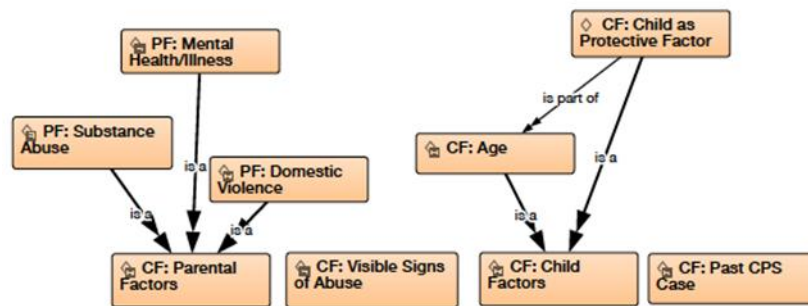 PF: Mental
Health/Illness
CF: Child as
Protective Factor
is part of
PF: Substance
Abuse
is a
CF: Age
PF: Domestic
Violence
is a
is a
is a
is a
CF: Parental
Factors
CF: Visible Signs
of Abuse
CF: Child
Factors
CF: Past CPS
Case